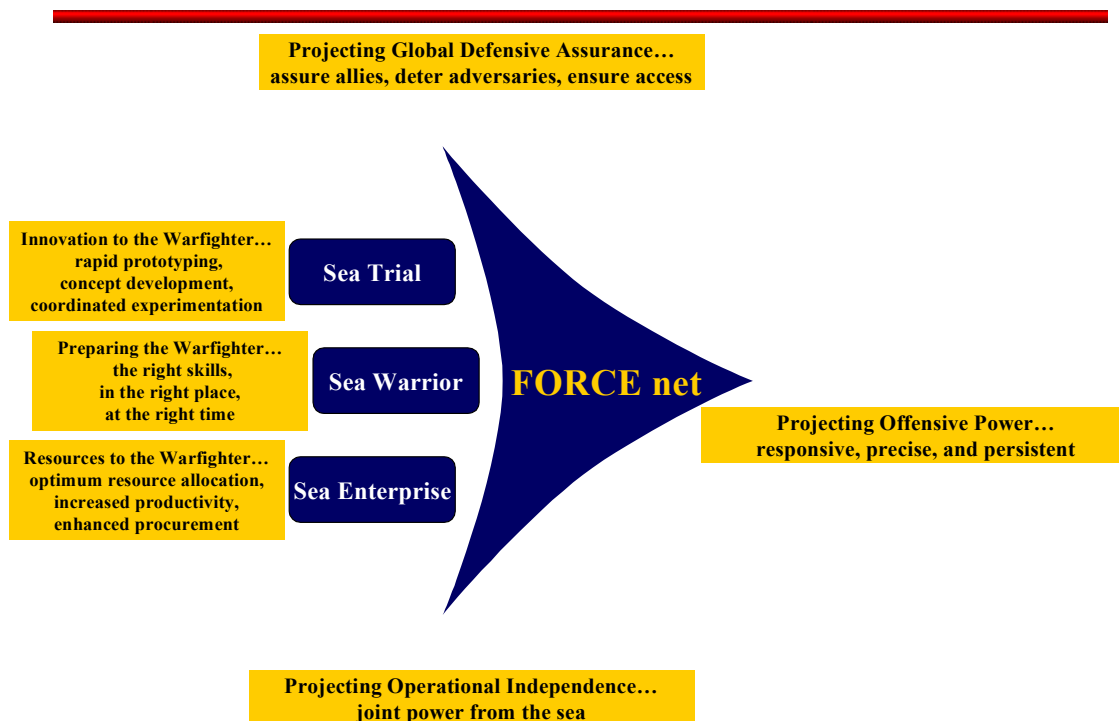 Projecting Global Defensive Assurance…
assure allies, deter adversaries, ensure access
Innovation to the Warfighter…
rapid prototyping,
concept development,
coordinated experimentation
Sea Trial
Preparing the Warfighter…
the right skills,
in the right place,
at the right time
Sea Warrior
FORCE net
Projecting Offensive Power…
responsive, precise, and persistent
Resources to the Warfighter…
optimum resource allocation,
increased productivity,
enhanced procurement
Sea Enterprise
Projecting Operational Independence…
joint power from the sea